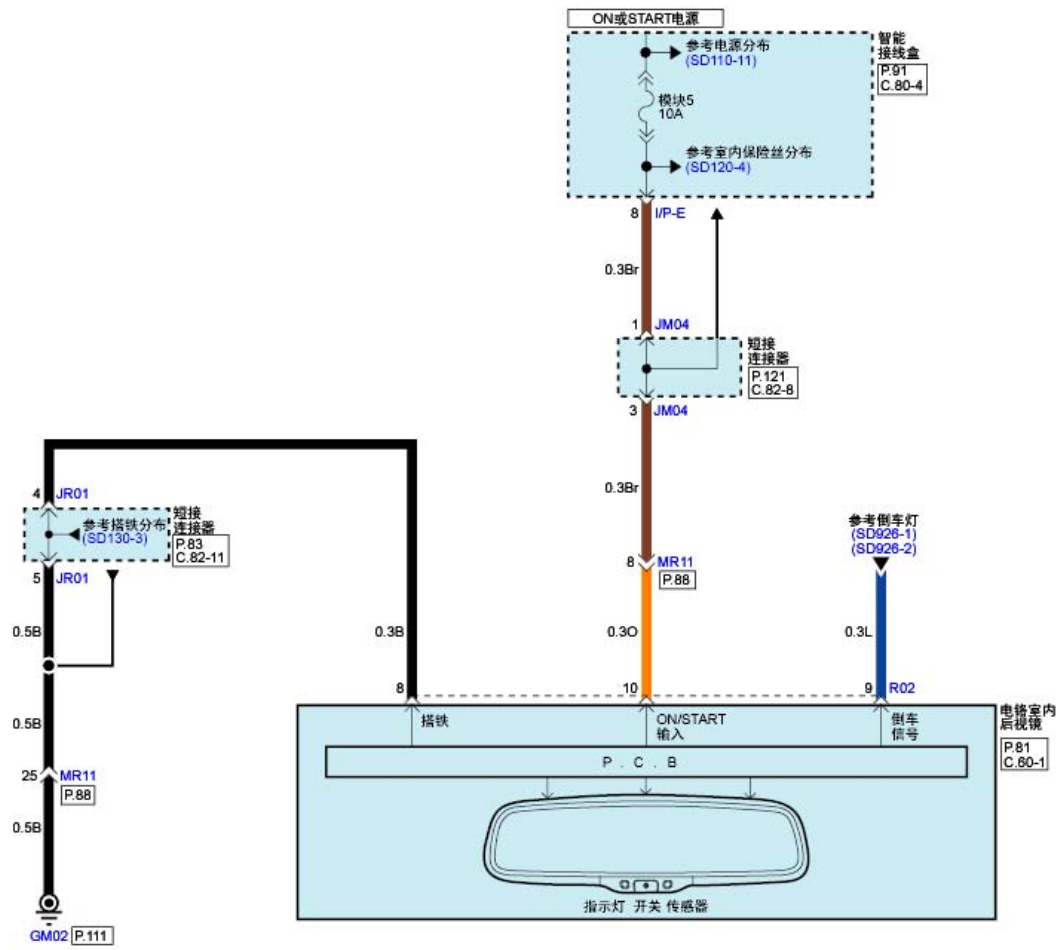 ON或START电源
参考电源分布
(SD110-11)
智能
接线盒
P.91
C.80-4
模块5
10A
参考室内保险丝分布
(SD120-4)
8 I/P-E
0.3Br
1 JM04
短接
连接器
P.121
C.82-8
3 JM04
0.3Br
4 JR01
参考搭铁分布
(SD130-3)
短接
连接器
P.83
C.82-11
5 JR01
参考倒车灯
(SD926-1)
(SD926-2)
8 MR11
P.88
0.5B
0.3B
0.3O
0.3L
8
10
9 R02
搭铁
ON/START
输入
倒车
信号
电铬室内
后视镜
P.81
C.60-1
0.5B
P . C . B
25 MR11
P.88
0.5B
指示灯 开关 传感器
GM02 P.111